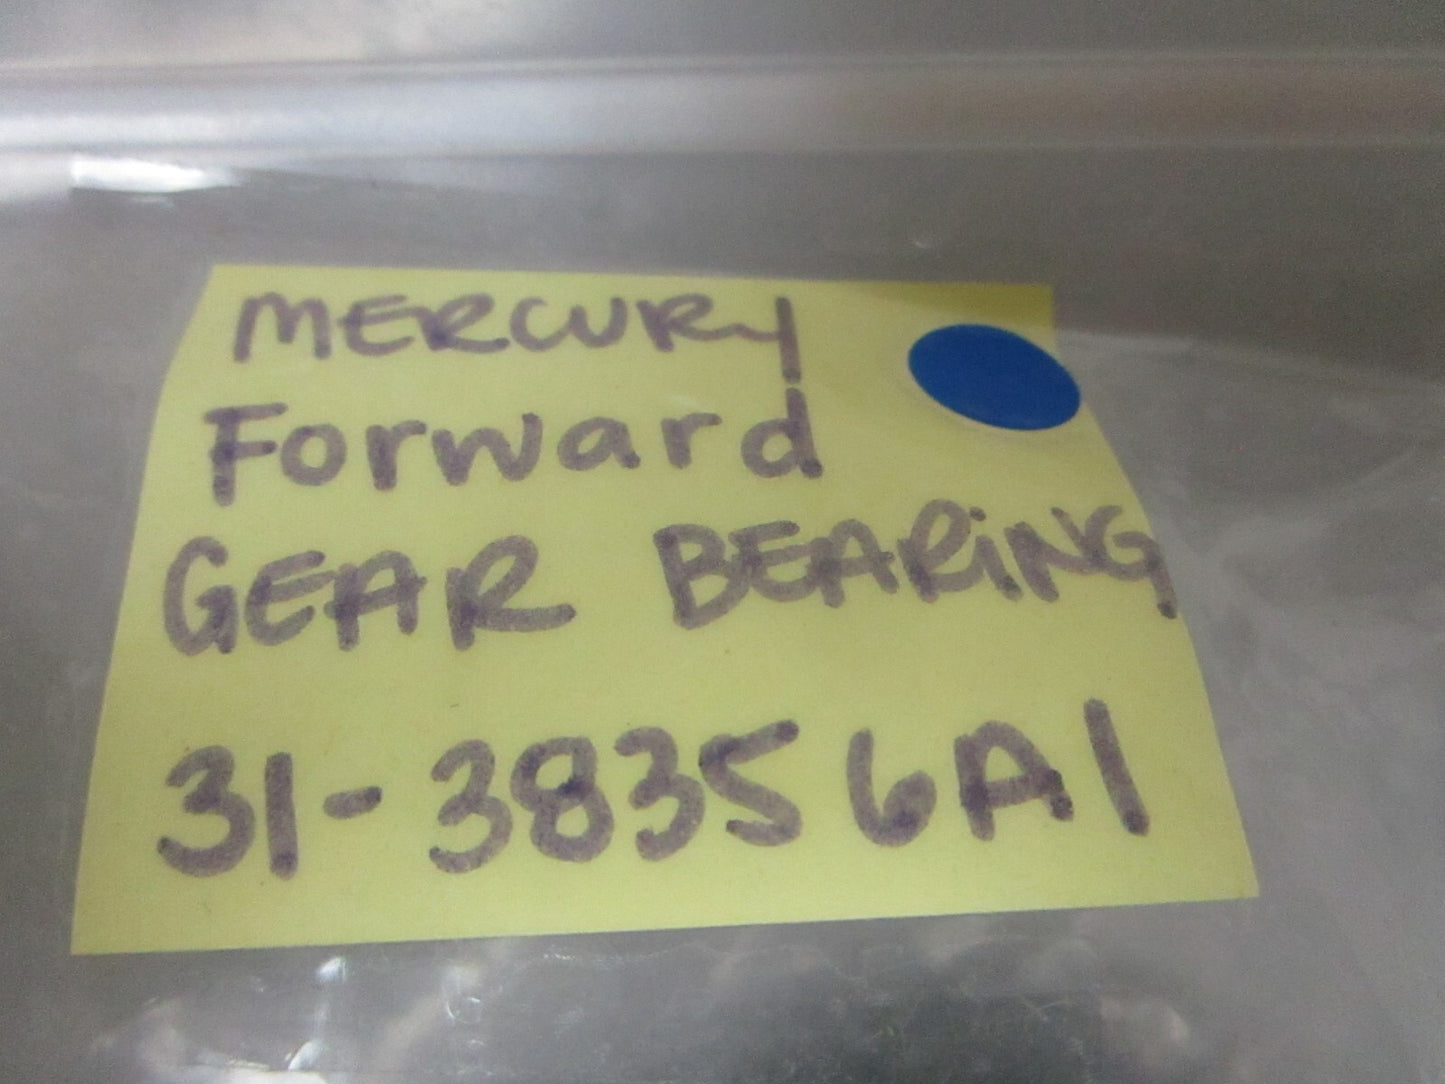 MERCURY
Forward
GEAR BEARiNG
31-38356A1